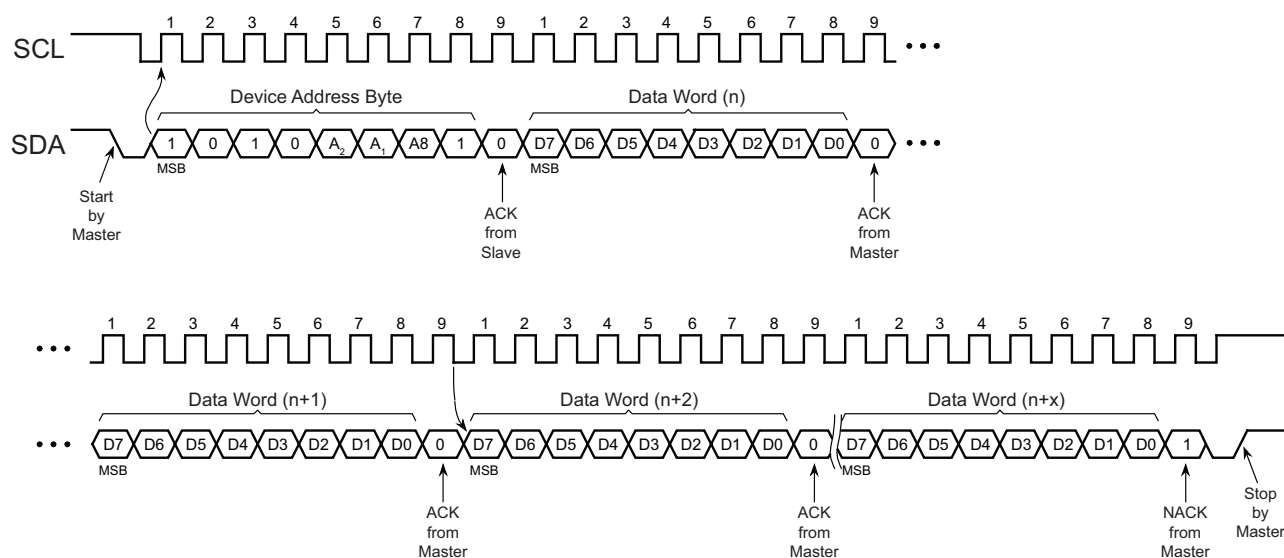 1 2 3 4 5 6 7 8 9 1 2 3 4 5 6 7 8 9
SCL
Device Address Byte Data Word (n)
SDA 1 0 1 0 A2 A1 A8 1 0 D7 D6 D5 D4 D3 D2 D1 D0 0
MSB MSB
Start
by
Master
ACK
from
Slave
ACK
from
Master
1 2 3 4 5 6 7 8 9 1 2 3 4 5 6 7 8 9 1 2 3 4 5 6 7 8 9
Data Word (n+1) Data Word (n+2) Data Word (n+x)
D7 D6 D5 D4 D3 D2 D1 D0 0 D7 D6 D5 D4 D3 D2 D1 D0 0 D7 D6 D5 D4 D3 D2 D1 D0 1
MSB MSB MSB
ACK
from
Master
ACK
from
Master
NACK
from
Master
Stop
by
Master